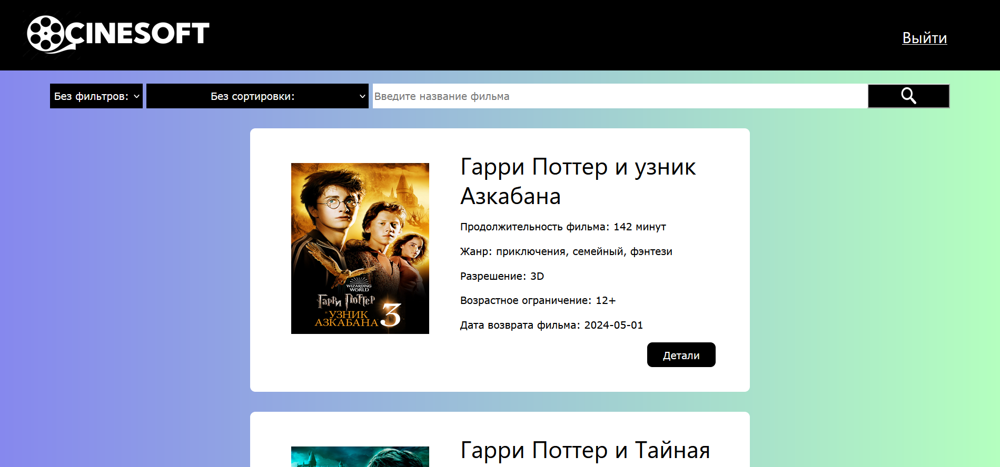 CINESOFT
Выйти
Без фильтров:
Без сортировки:
Введите название фильма
Гарри Поттер и узник
Азкабана
Продолжительность фильма: 142 минут
Жанр: приключения, семейный, фэнтези
Разрешение: 3D
Возрастное ограничение: 12+
Дата возврата фильма: 2024-05-01
WIZARDING
WORLD
Гарри Поттер
и УЗНИК
АЗКАБАНА 3
Детали
Гарри Поттер и Тайная